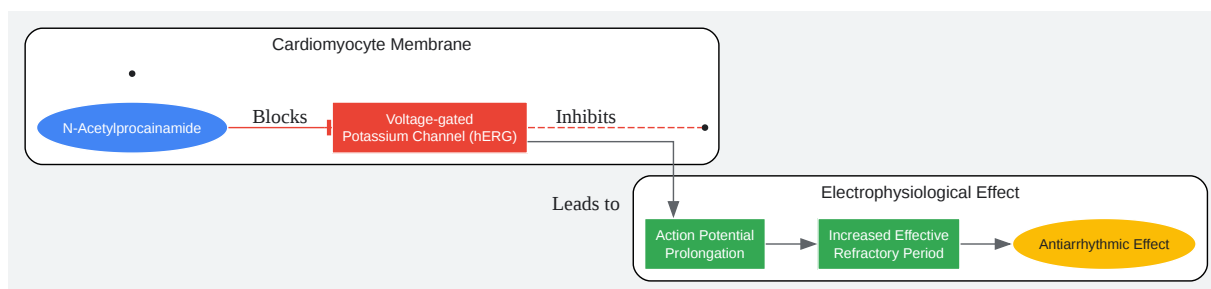 Cardiomyocyte Membrane
N-Acetylprocainamide
Blocks
Voltage-gated
Potassium Channel (hERG)
Inhibits
Leads to
Electrophysiological Effect
Action Potential
Prolongation
Increased Effective
Refractory Period
Antiarrhythmic Effect